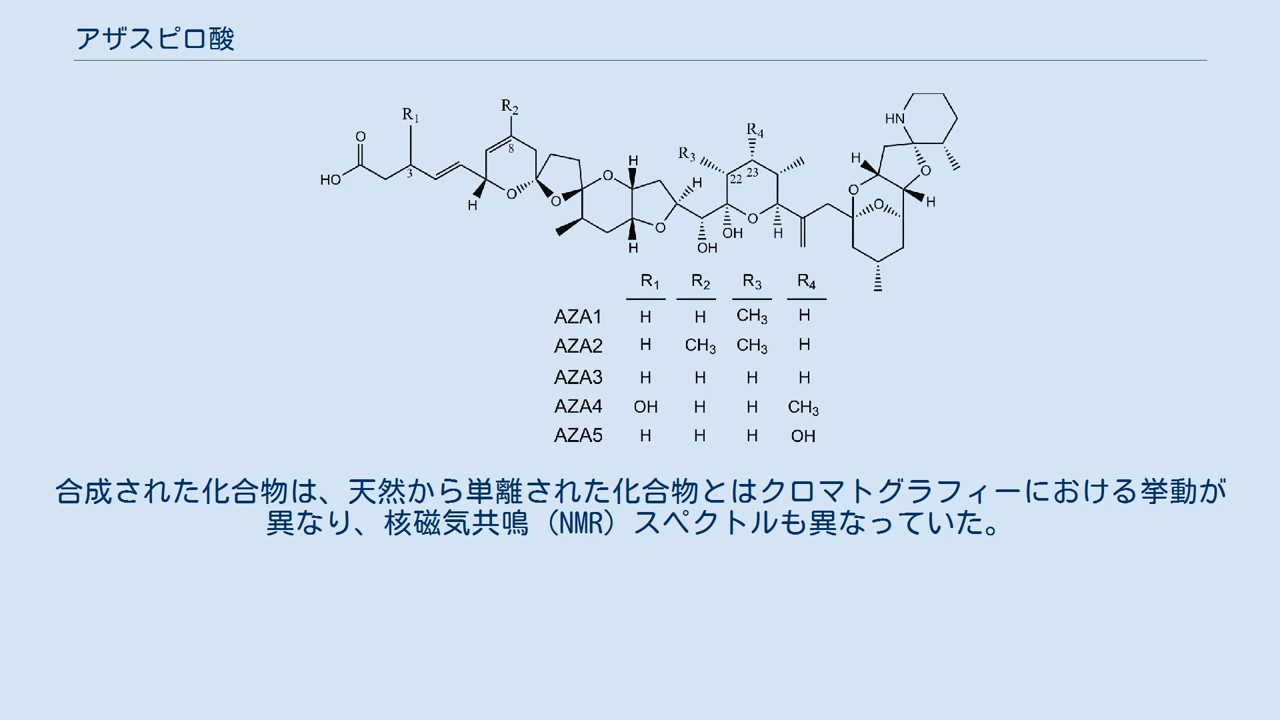 アザスピロ酸
R1
R2
R3
R4
O
HO
3
8
H
O
O
O
H
H
O
H
OH
22
23
OH
O
H
HN
H
O
O
O
H
R1 R2 R3 R4
AZA1 H H CH3 H
AZA2 H CH3 CH3 H
AZA3 H H H H
AZA4 OH H H CH3
AZA5 H H H OH
合成された化合物は、天然から単離された化合物とはクロマトグラフィーにおける挙動が
異なり、核磁気共鳴（NMR）スペクトルも異なっていた。